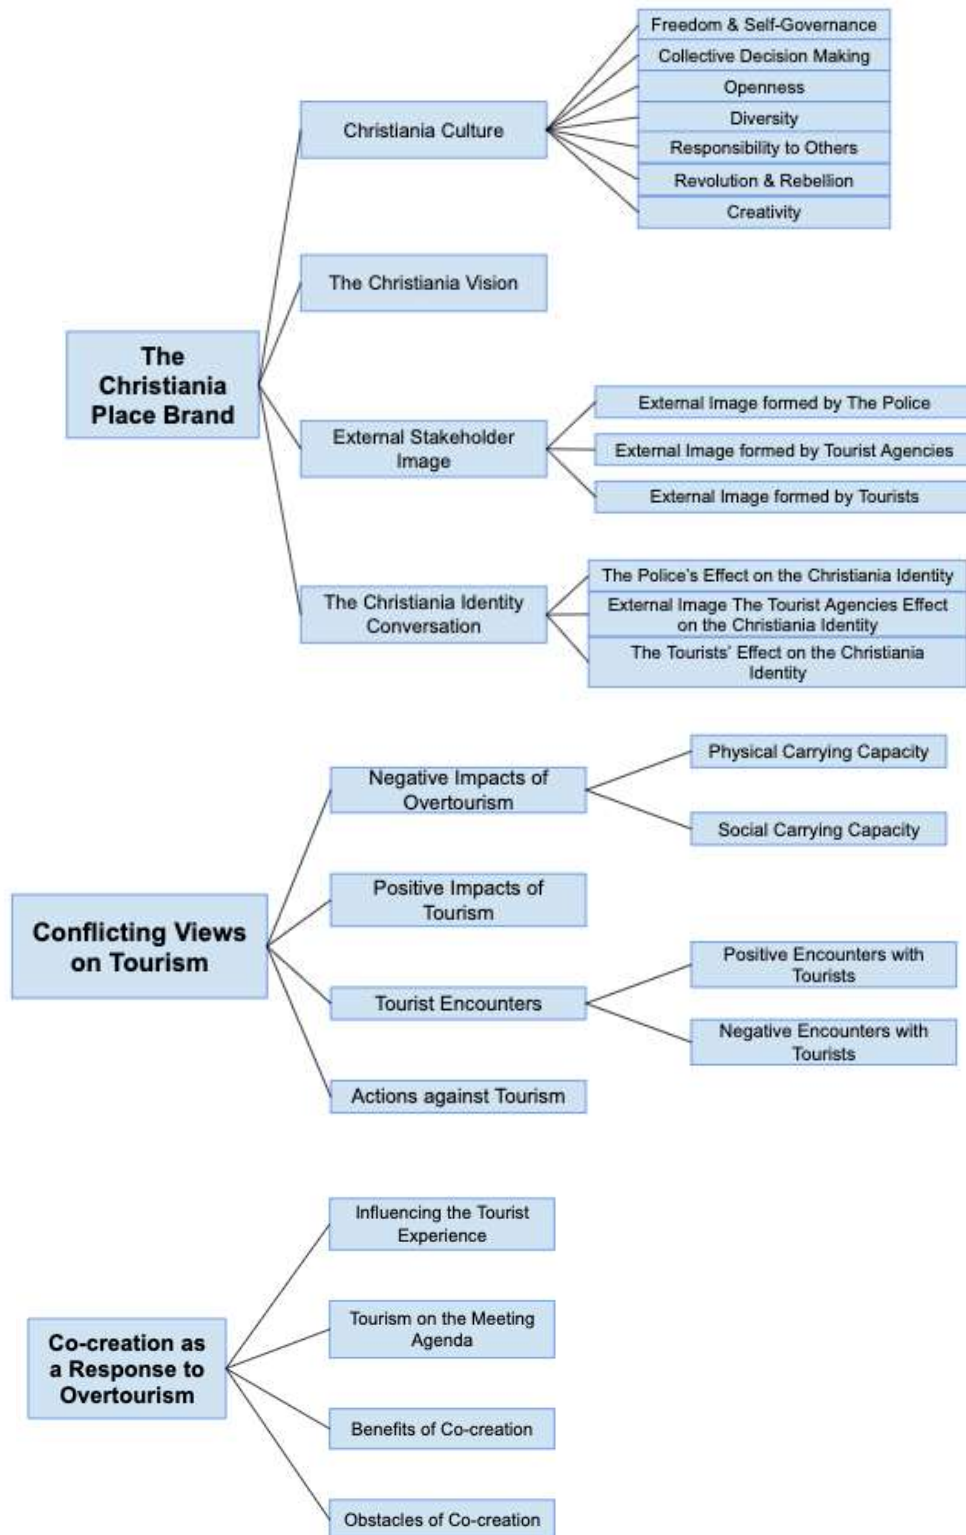 The
Christiania
Place Brand
Christiania Culture
Freedom & Self-Governance
Collective Decision Making
Openness
Diversity
Responsibility to Others
Revolution & Rebellion
Creativity
The Christiania Vision
External Stakeholder
Image
External Image formed by The Police
External Image formed by Tourist Agencies
External Image formed by Tourists
The Christiania Identity
Conversation
The Police's Effect on the Christiania Identity
External Image The Tourist Agencies Effect
on the Christiania Identity
The Tourists' Effect on the Christiania
Identity
Conflicting Views
on Tourism
Negative Impacts of
Overtourism
Physical Carrying Capacity
Social Carrying Capacity
Positive Impacts of
Tourism
Tourist Encounters
Positive Encounters with
Tourists
Negative Encounters with
Tourists
Actions against Tourism
Co-creation as
a Response to
Overtourism
Influencing the Tourist
Experience
Tourism on the Meeting
Agenda
Benefits of Co-creation
Obstacles of Co-creation